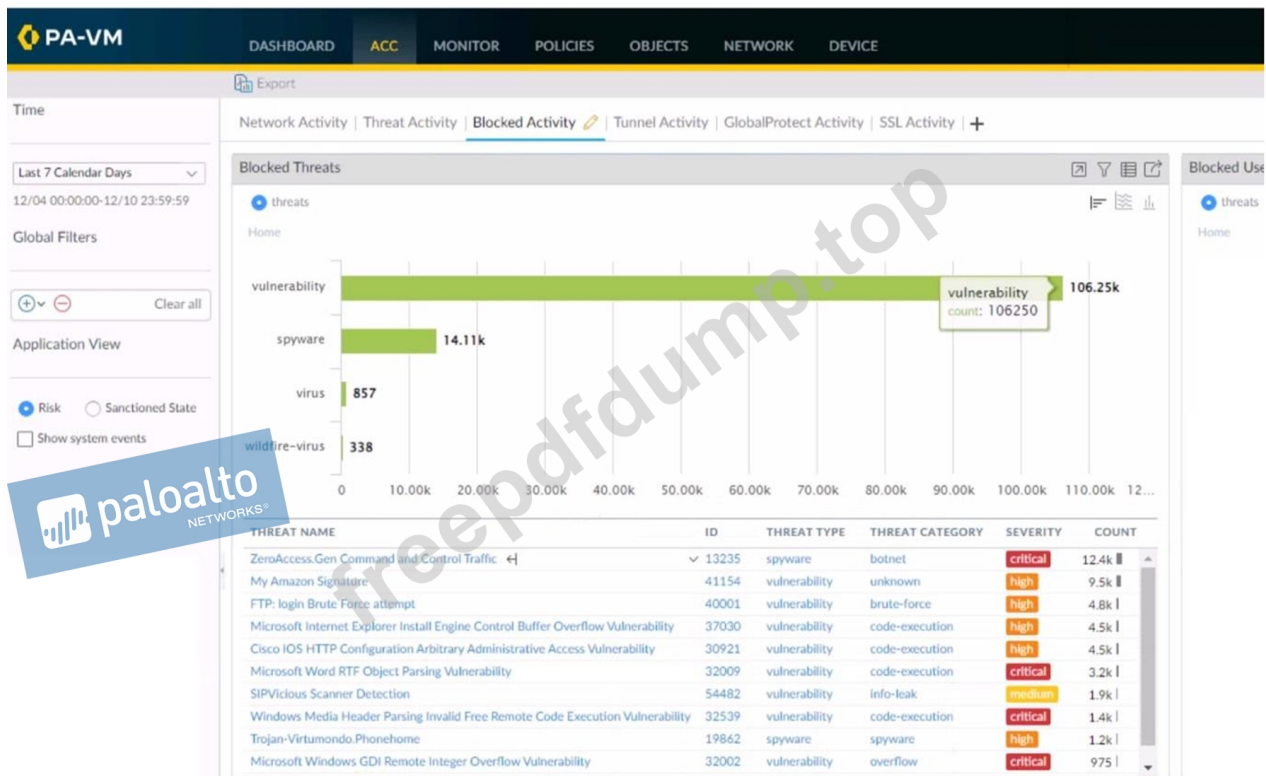 PA-VM
DASHBOARD ACC MONITOR POLICIES OBJECTS NETWORK DEVICE
Export
Time
Last 7 Calendar Days
12/04 00:00:00-12/10 23:59:59
Global Filters
Clear all
Application View
Risk Sanctioned State
Show system events
Network Activity | Threat Activity | Blocked Activity | Tunnel Activity | GlobalProtect Activity | SSL Activity | +
Blocked Threats
threats
Home
vulnerability 106.25k
vulnerability
count: 106250
spyware 14.11k
virus 857
wildfire-virus 338
0 10.00k 20.00k 30.00k 40.00k 50.00k 60.00k 70.00k 80.00k 90.00k 100.00k 110.00k 12...
THREAT NAME ID THREAT TYPE THREAT CATEGORY SEVERITY COUNT
ZeroAccess.Gen Command and Control Traffic 13235 spyware botnet critical 12.4k
My Amazon Signature 41154 vulnerability unknown high 9.5k
FTP: login Brute Force attempt 40001 vulnerability brute-force high 4.8k
Microsoft Internet Explorer Install Engine Control Buffer Overflow Vulnerability 37030 vulnerability code-execution high 4.5k
Cisco IOS HTTP Configuration Arbitrary Administrative Access Vulnerability 30921 vulnerability code-execution high 4.5k
Microsoft Word RTF Object Parsing Vulnerability 32009 vulnerability code-execution critical 3.2k
SIPVicious Scanner Detection 54482 vulnerability info-leak medium 1.9k
Windows Media Header Parsing Invalid Free Remote Code Execution Vulnerability 32539 vulnerability code-execution critical 1.4k
Trojan-Virtumondo.Phonehome 19862 spyware spyware high 1.2k
Microsoft Windows GDI Remote Integer Overflow Vulnerability 32002 vulnerability overflow critical 975
Blocked Use
threats
Home
paloalto
NETWORKS®
freepdfdump.top